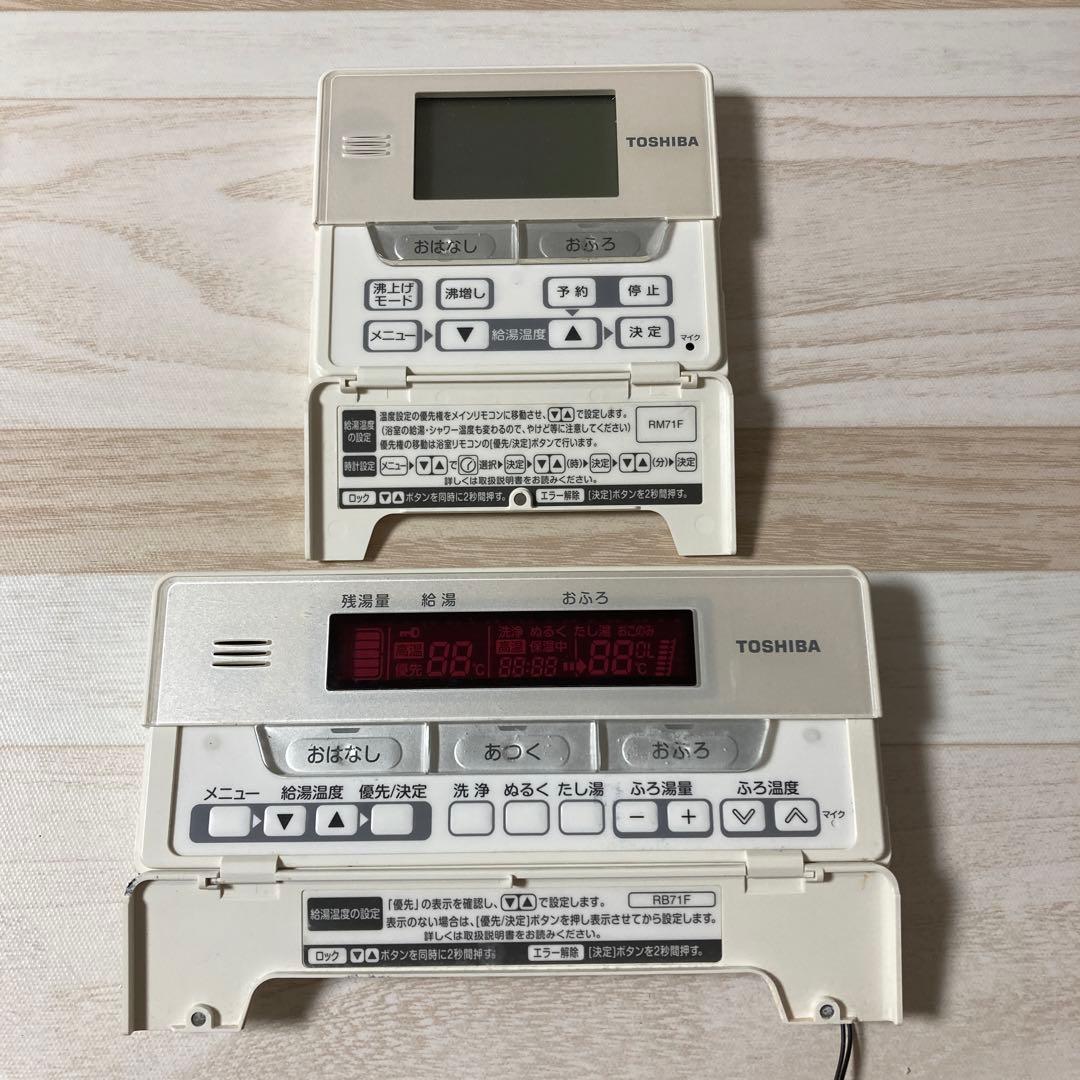 TOSHIBA
おはなし おふろ
沸上げモード 沸増し 予約 停止
メニュー ▼ 給湯温度 ▲ 決定 マイク
給湯温度の設定
温度設定の優先権をメインリモコンに移動させ、▼▲で設定します。
(浴室の給湯・シャワー温度も変わるので、やけど等に注意してください)
優先権の移動は浴室リモコンの[優先/決定]ボタンで行います。
RM71F
時計設定 メニュー▶▼▲で 選択▶決定▶▼▲(時)▶決定▶▼▲(分)▶決定
詳しくは取扱説明書をお読みください。
ロック ▼▲ボタンを同時に2秒間押す。 エラー解除 [決定]ボタンを2秒間押す。
残湯量 給湯 おふろ
洗浄 ぬるく たし湯 おこのみ
高温 88℃ 高温 保温中 88℃ OL
優先 88:88
TOSHIBA
おはなし あつく おふろ
メニュー 給湯温度 優先/決定 洗浄 ぬるく たし湯 ふろ湯量 ふろ温度
▼ ▲ − + マイク
給湯温度の設定
「優先」の表示を確認し、▼▲で設定します。 RB71F
表示のない場合は、[優先/決定]ボタンを押し表示させてから設定します。
詳しくは取扱説明書をお読みください。
ロック ▼▲ボタンを同時に2秒間押す。 エラー解除 [決定]ボタンを2秒間押す。